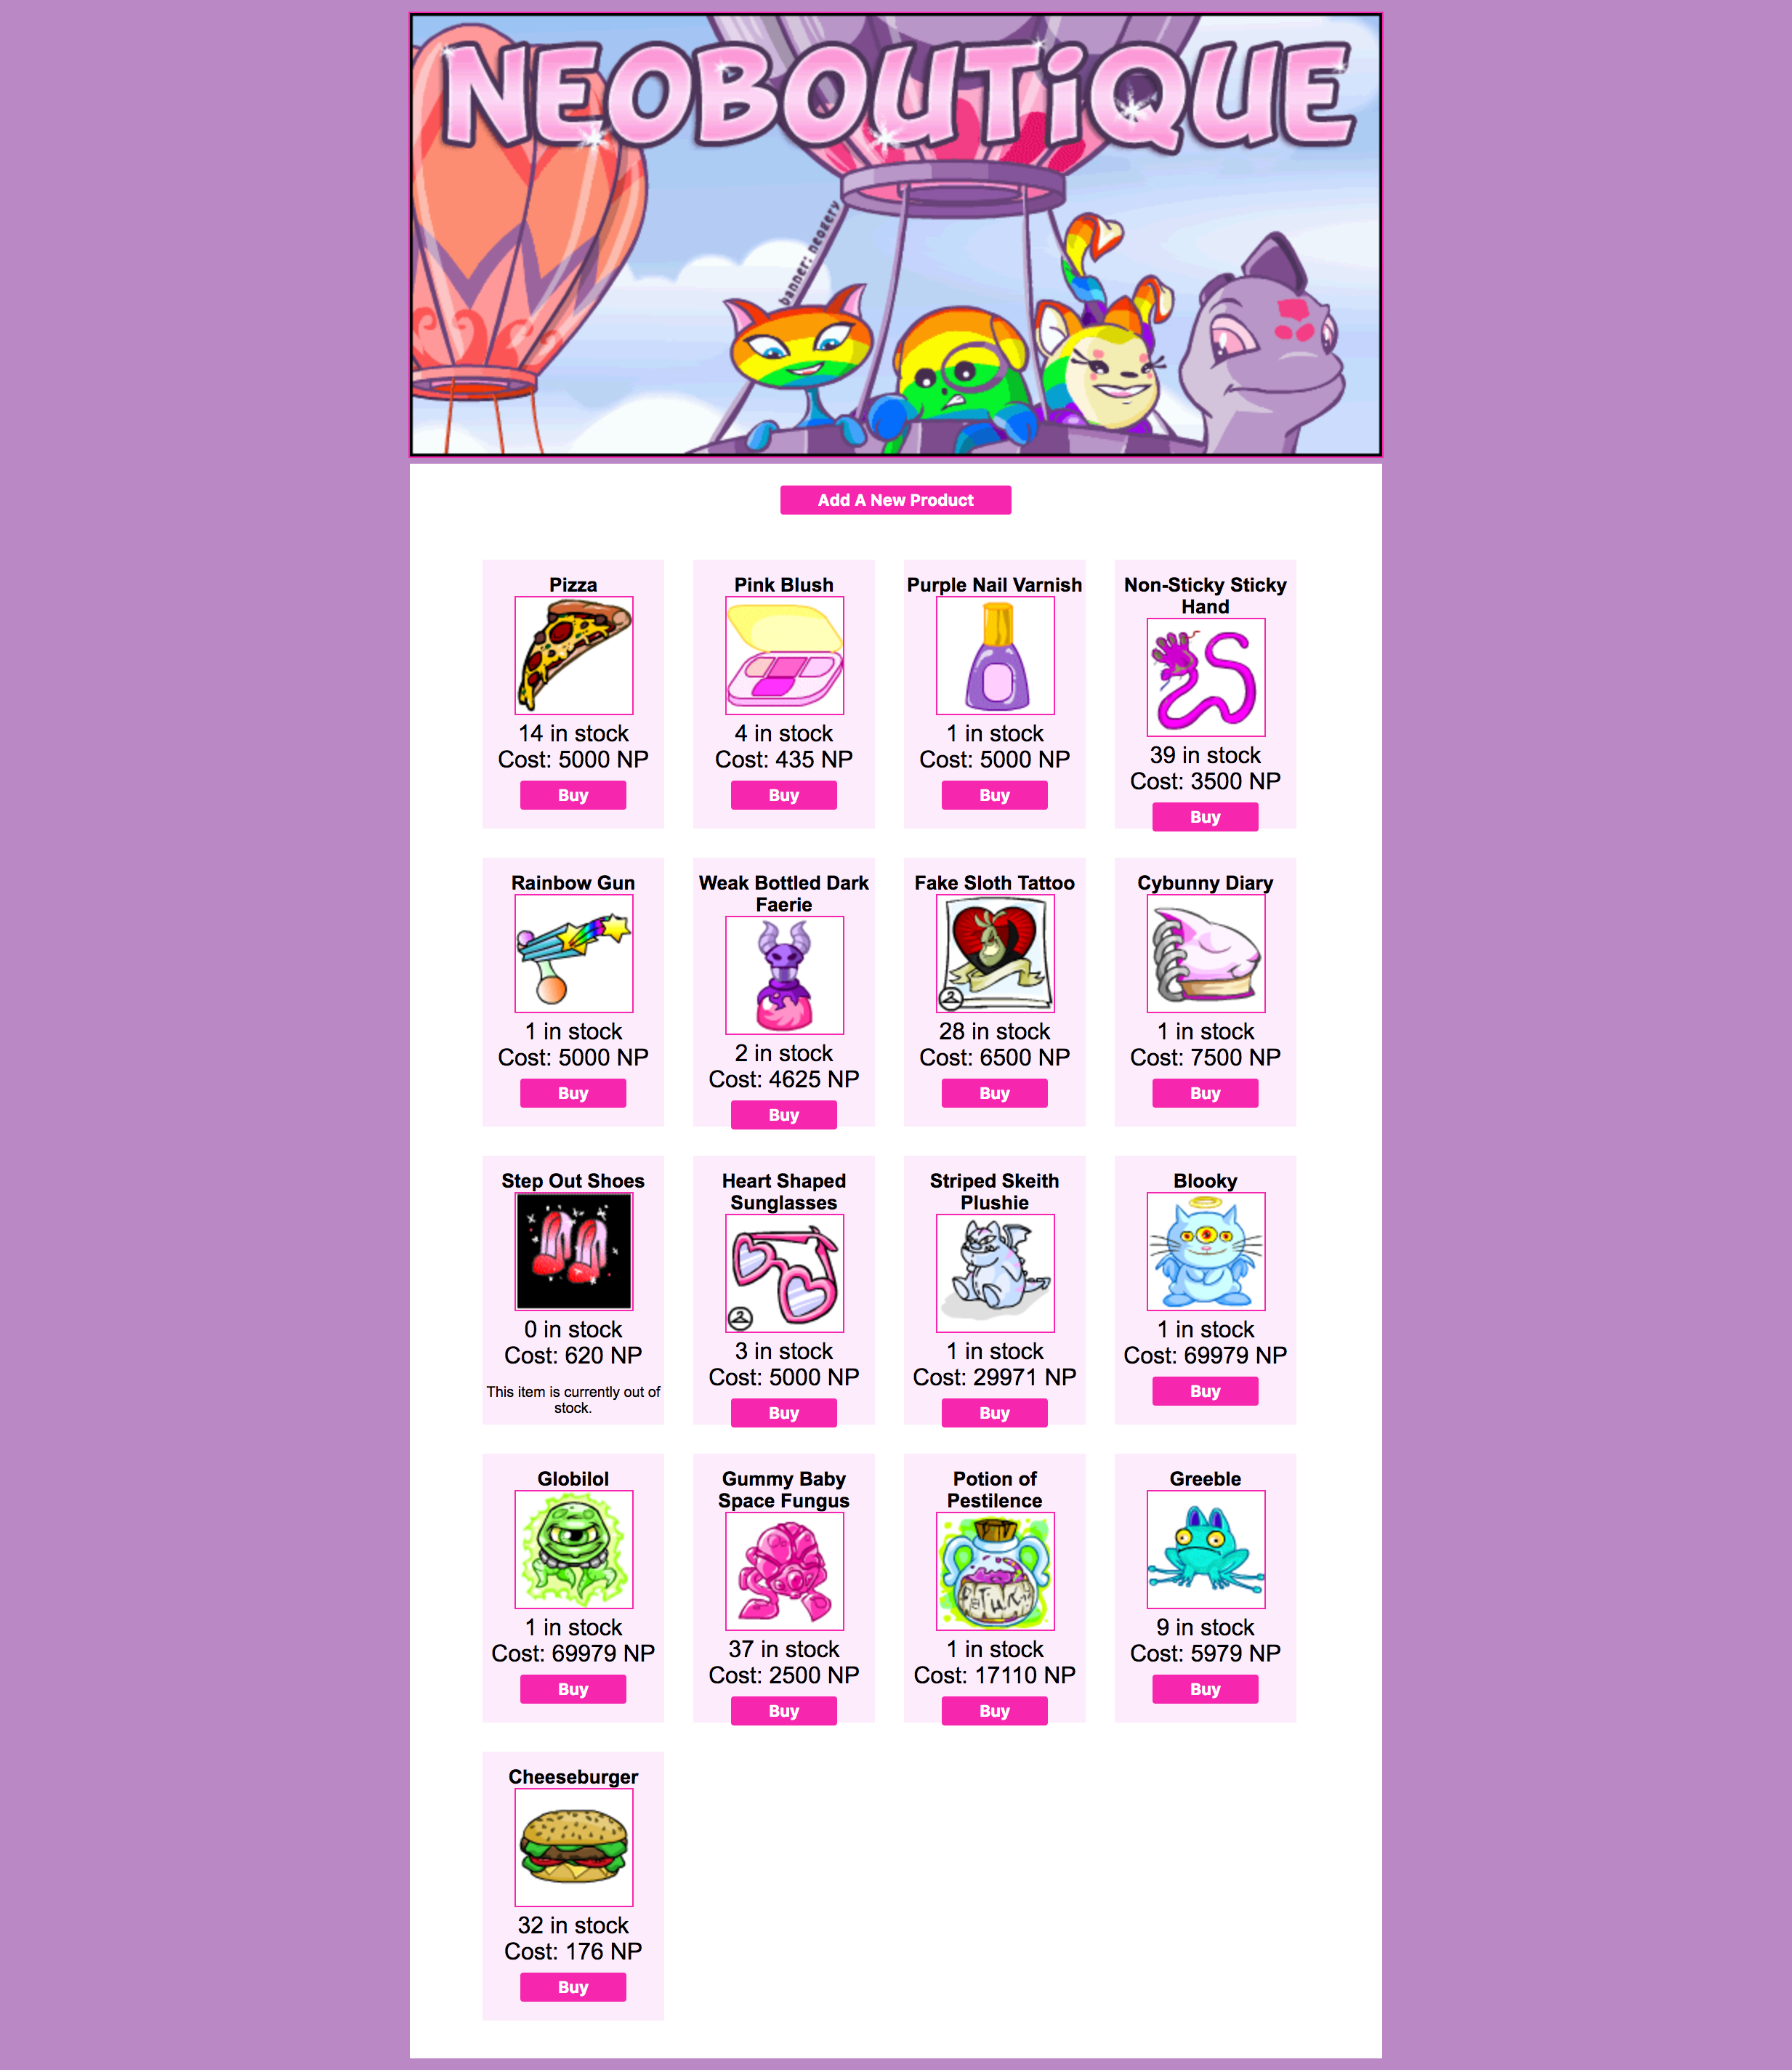 NEOBOUTiQUE
banner: neogery
Add A New Product
Pizza
14 in stock
Cost: 5000 NP
Buy
Pink Blush
4 in stock
Cost: 435 NP
Buy
Purple Nail Varnish
1 in stock
Cost: 5000 NP
Buy
Non-Sticky Sticky
Hand
39 in stock
Cost: 3500 NP
Buy
Rainbow Gun
1 in stock
Cost: 5000 NP
Buy
Weak Bottled Dark
Faerie
2 in stock
Cost: 4625 NP
Buy
Fake Sloth Tattoo
28 in stock
Cost: 6500 NP
Buy
Cybunny Diary
1 in stock
Cost: 7500 NP
Buy
Step Out Shoes
0 in stock
Cost: 620 NP
This item is currently out of
stock.
Heart Shaped
Sunglasses
3 in stock
Cost: 5000 NP
Buy
Striped Skeith
Plushie
1 in stock
Cost: 29971 NP
Buy
Blooky
1 in stock
Cost: 69979 NP
Buy
Globilol
1 in stock
Cost: 69979 NP
Buy
Gummy Baby
Space Fungus
37 in stock
Cost: 2500 NP
Buy
Potion of
Pestilence
1 in stock
Cost: 17110 NP
Buy
Greeble
9 in stock
Cost: 5979 NP
Buy
Cheeseburger
32 in stock
Cost: 176 NP
Buy